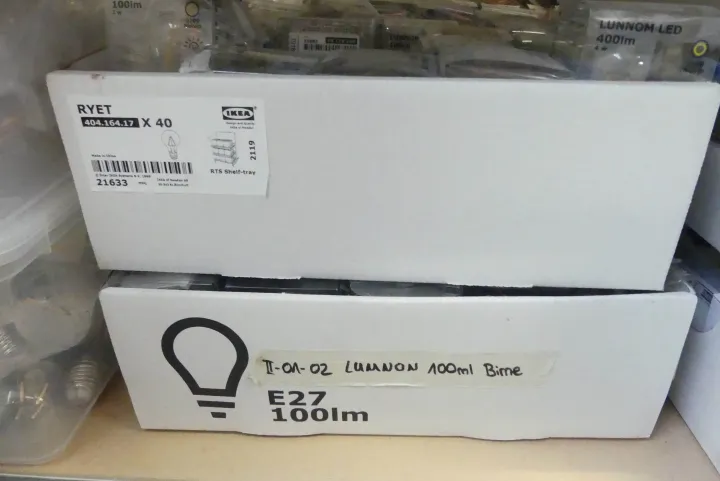 100lm
LUNNOM LED
400lm
RYET
404.164.17 X 40
IKEA
2119
21633
RTS Shelf-tray
II-01-02 LUMNON 100ml Birne
E27
100lm